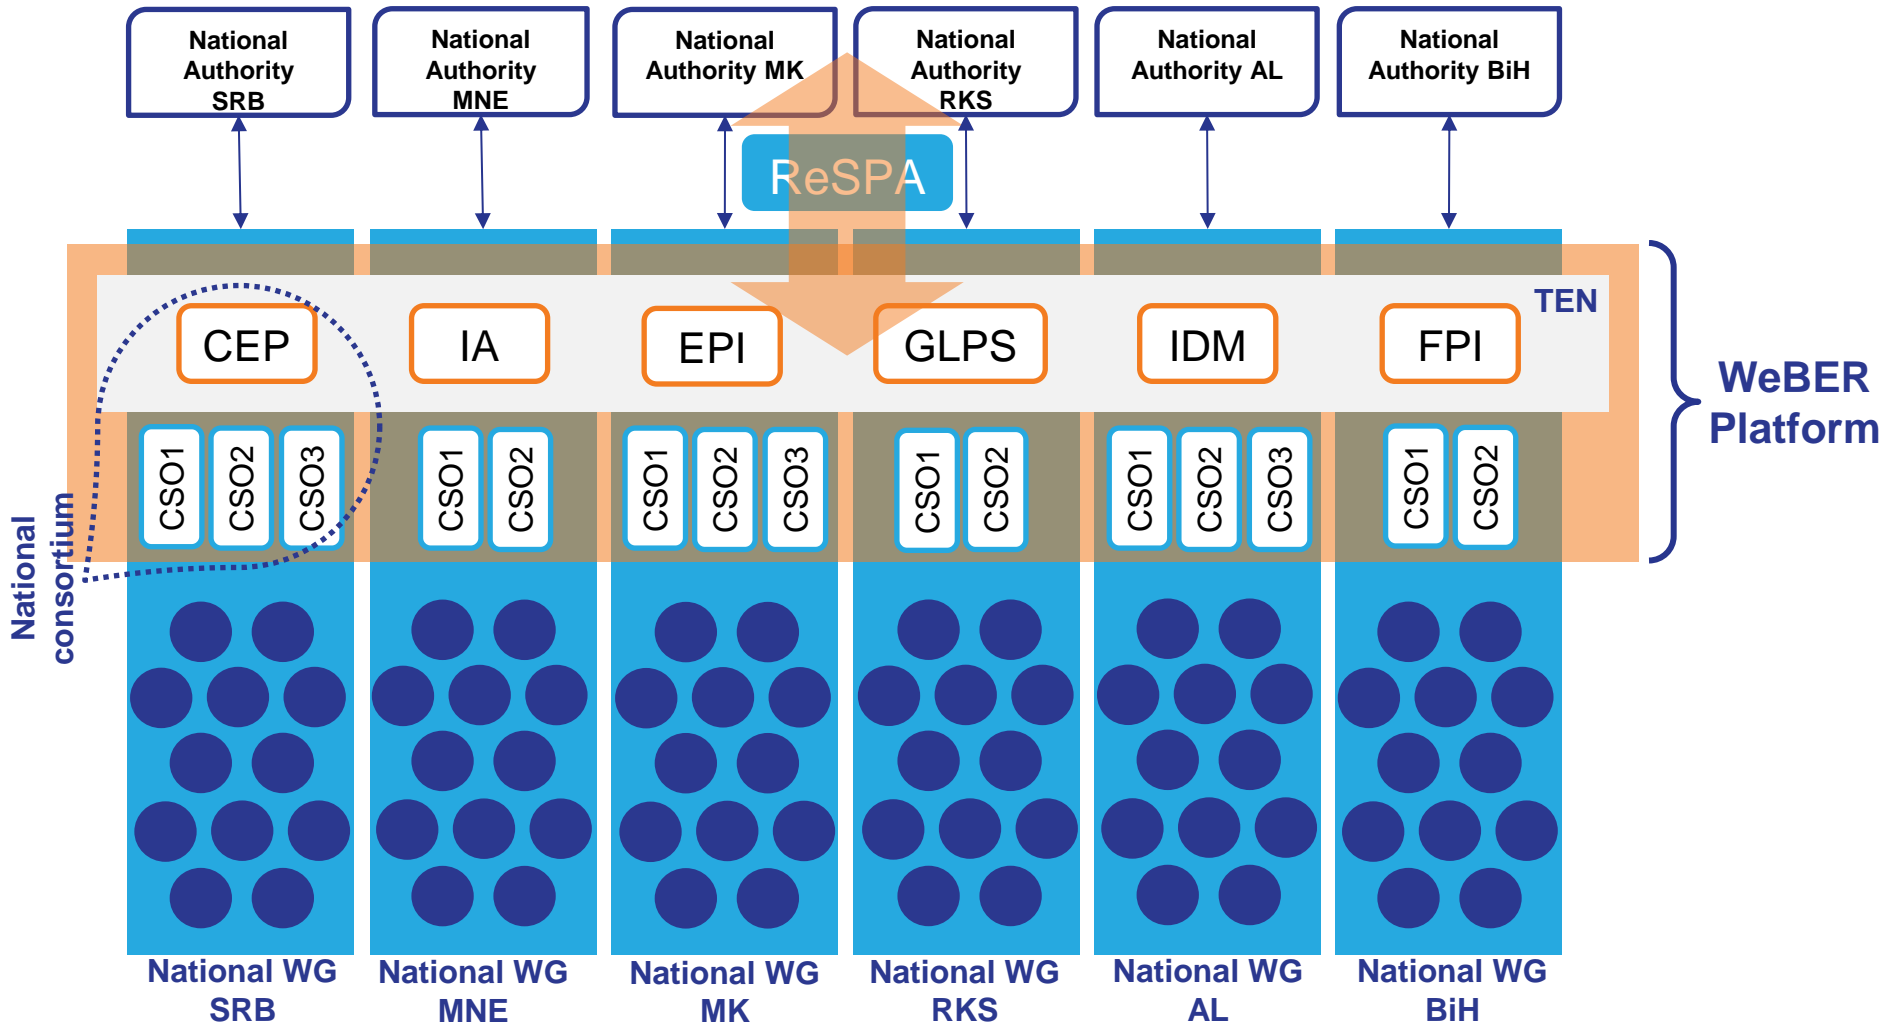 National
Authority
SRB
National
Authority
MNE
National
Authority MK
National
Authority
RKS
National
Authority AL
National
Authority BiH
ReSPA
TEN
CEP
IA
EPI
GLPS
IDM
FPI
WeBER
Platform
CSO1
CSO2
CSO3
CSO1
CSO2
CSO1
CSO2
CSO3
CSO1
CSO2
CSO1
CSO2
CSO3
CSO1
CSO2
National
consortium
National WG
SRB
National WG
MNE
National WG
MK
National WG
RKS
National WG
AL
National WG
BiH